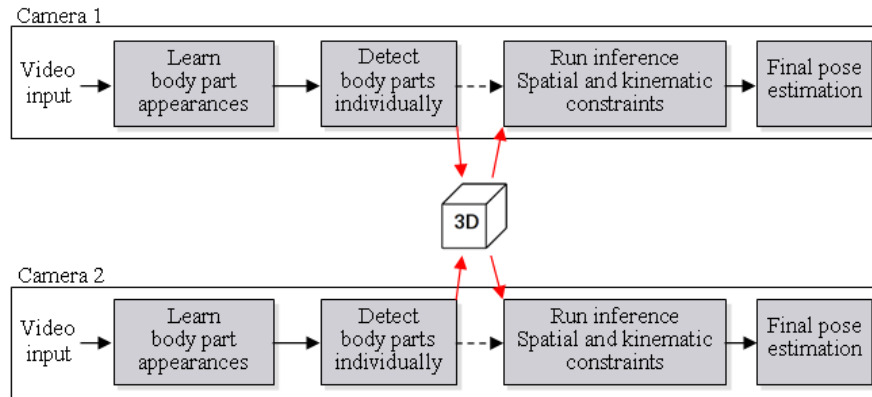 Camera 1
Video
input
Learn
body part
appearances
Detect
body parts
individually
Run inference
Spatial and kinematic
constraints
Final pose
estimation
3D
Camera 2
Video
input
Learn
body part
appearances
Detect
body parts
individually
Run inference
Spatial and kinematic
constraints
Final pose
estimation